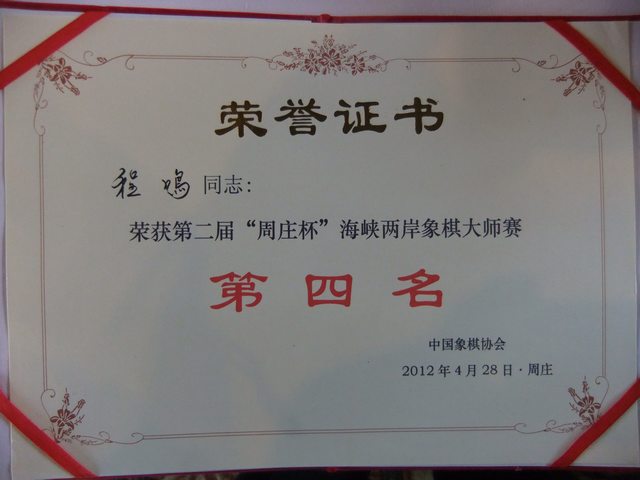 荣誉证书
程鸣 同志:
荣获第二届“周庄杯”海峡两岸象棋大师赛
第四名
中国象棋协会
2012年4月28日·周庄